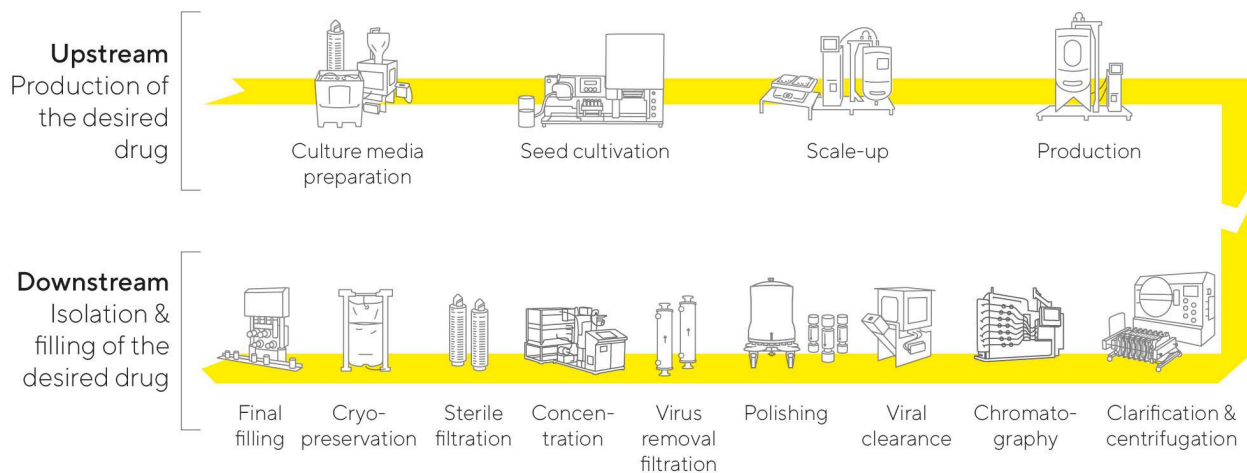 Upstream
Production of
the desired
drug
Culture media
preparation
Seed cultivation
Scale-up
Production
Downstream
Isolation &
filling of the
desired drug
Final
filling
Cryo-
preservation
Sterile
filtration
Concen-
tration
Virus
removal
filtration
Polishing
Viral
clearance
Chromato-
graphy
Clarification &
centrifugation